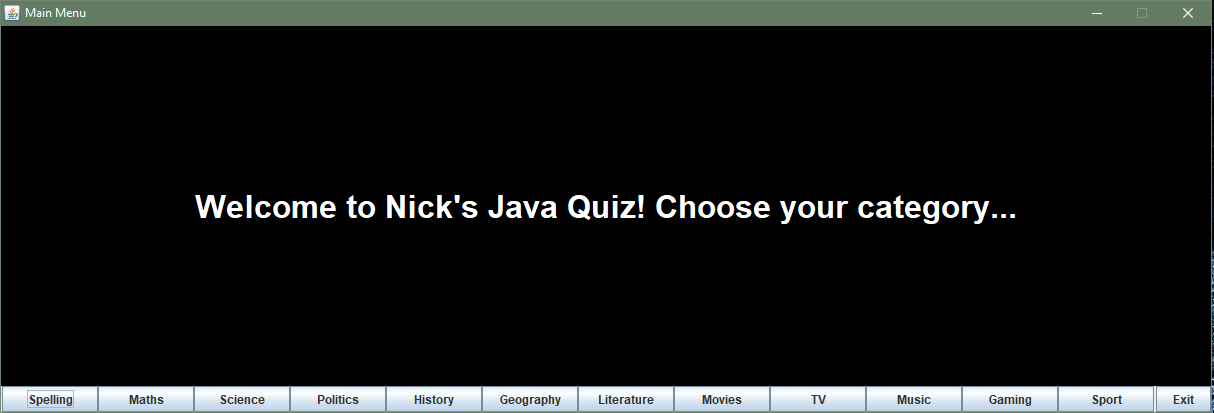 Main Menu
Welcome to Nick's Java Quiz! Choose your category...
Spelling Maths Science Politics History Geography Literature Movies TV Music Gaming Sport Exit